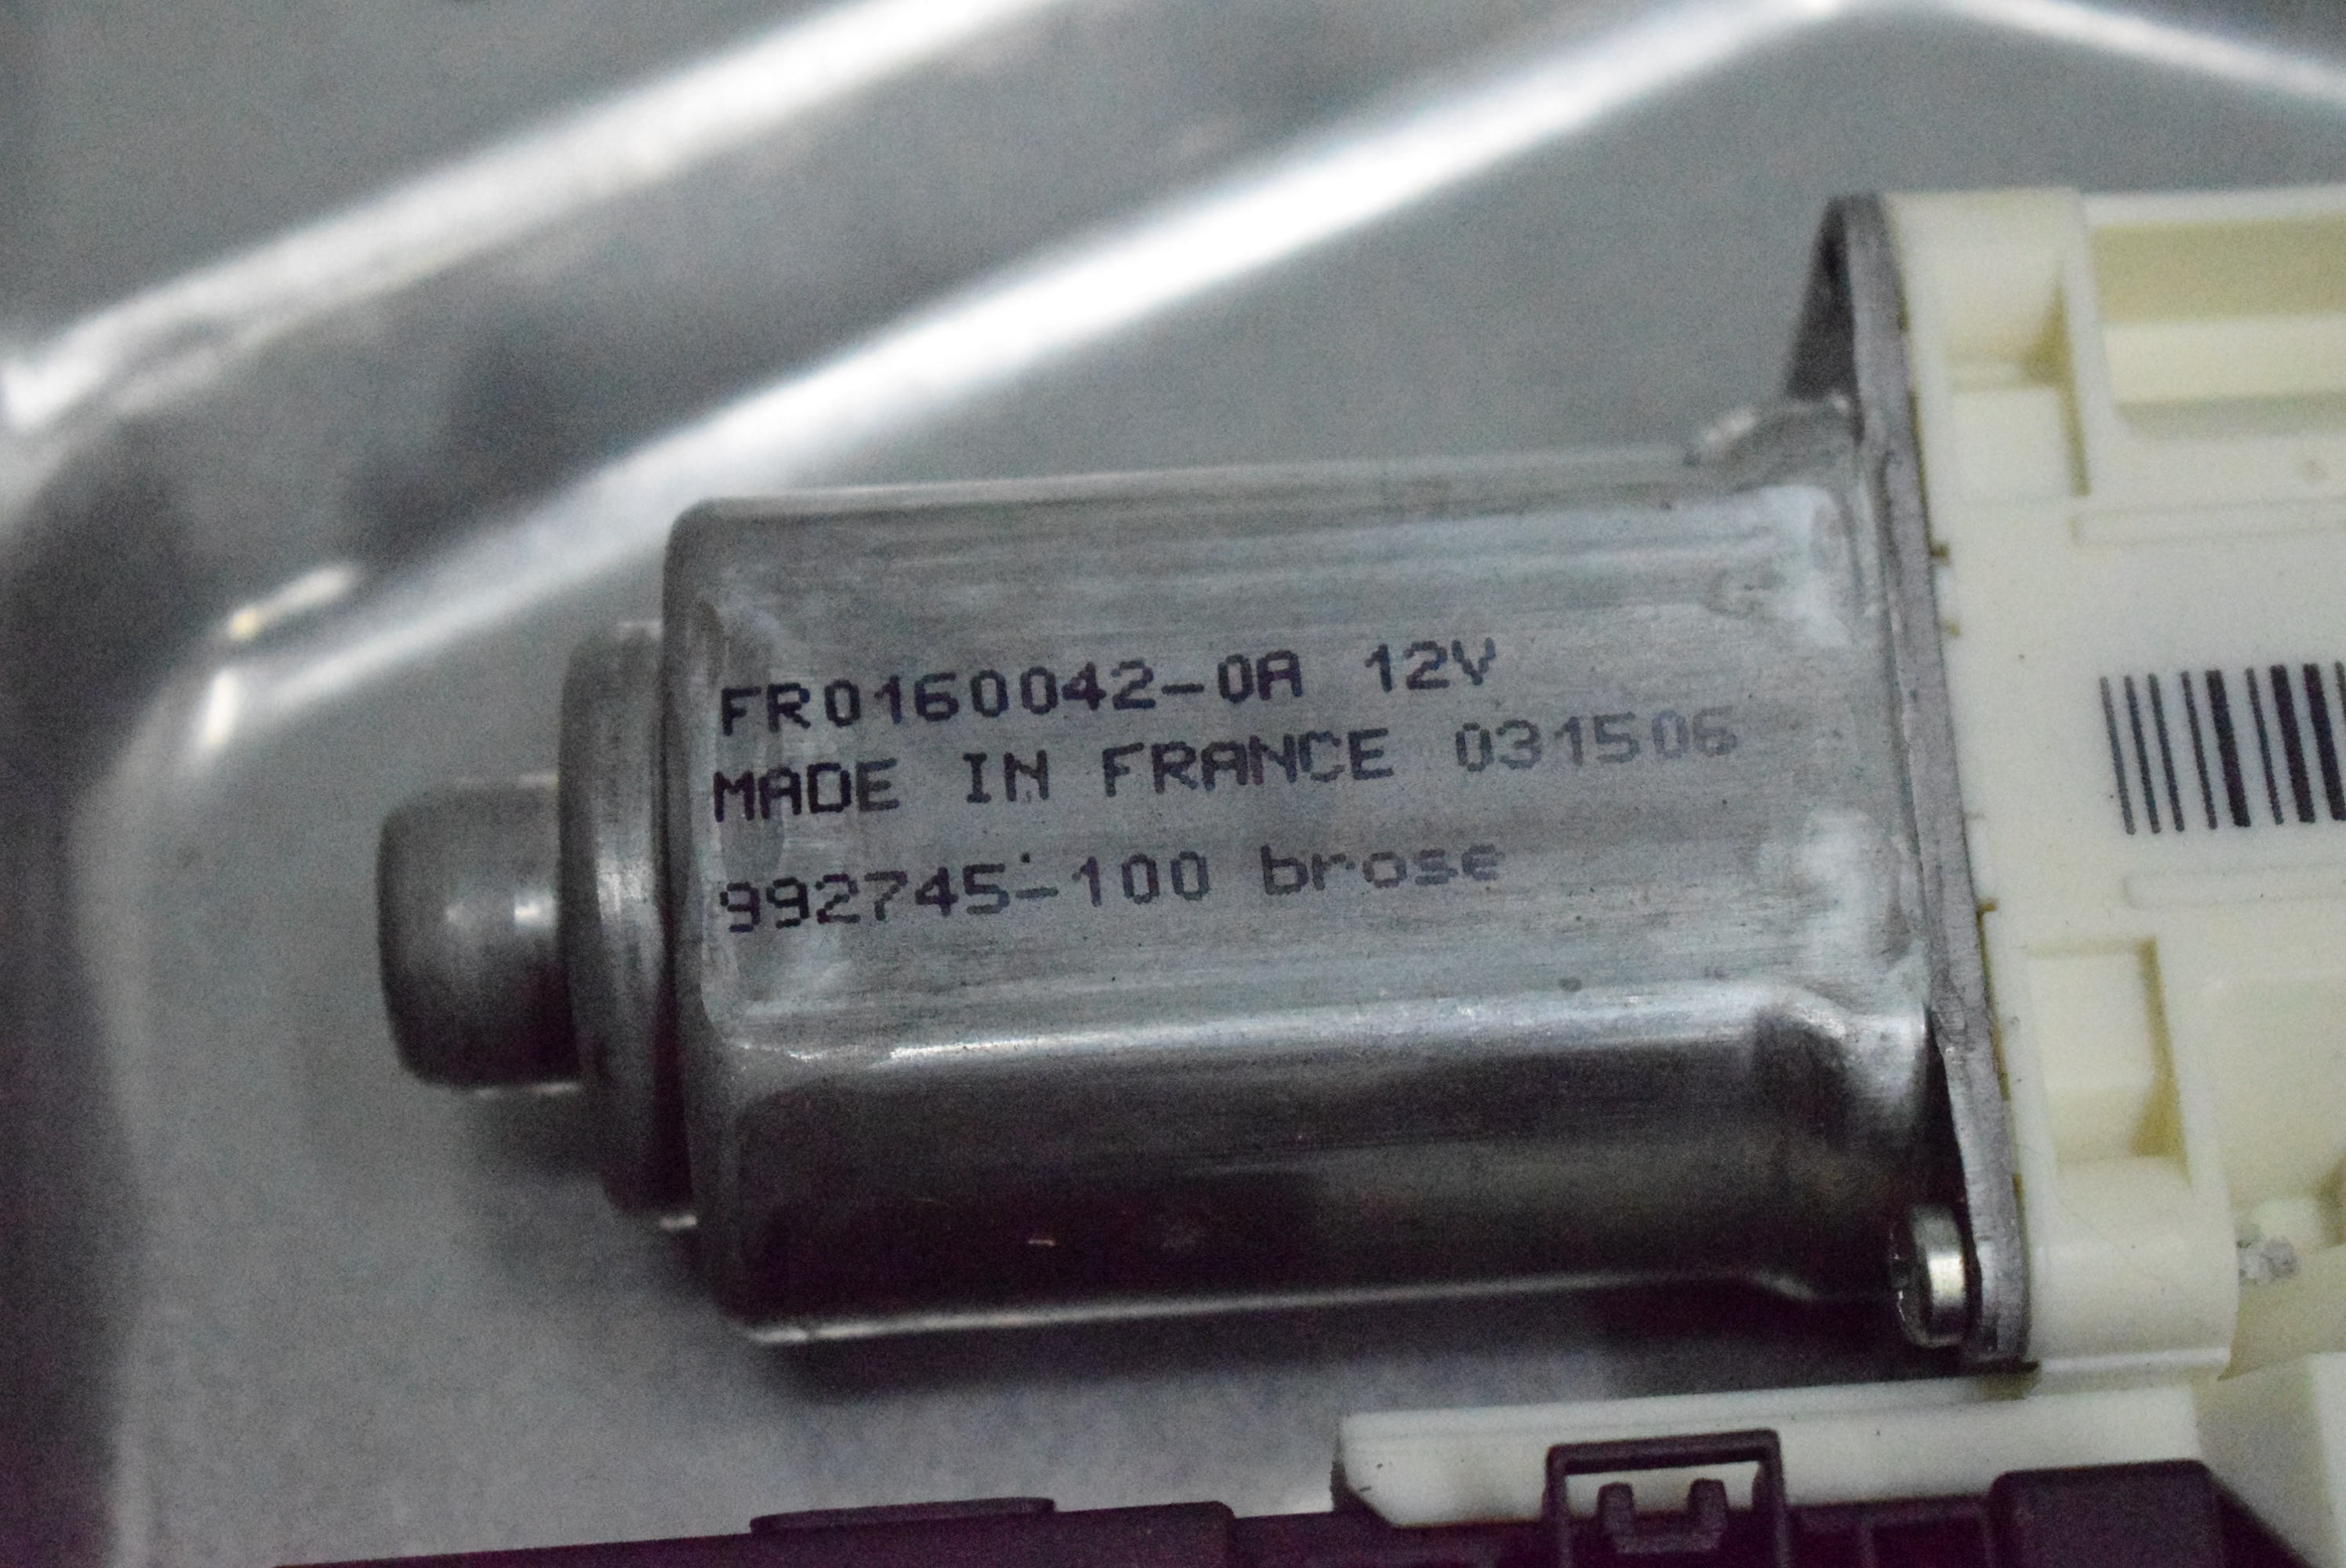 FR0160042-0A 12V
MADE IN FRANCE 031506
992745-100 brose